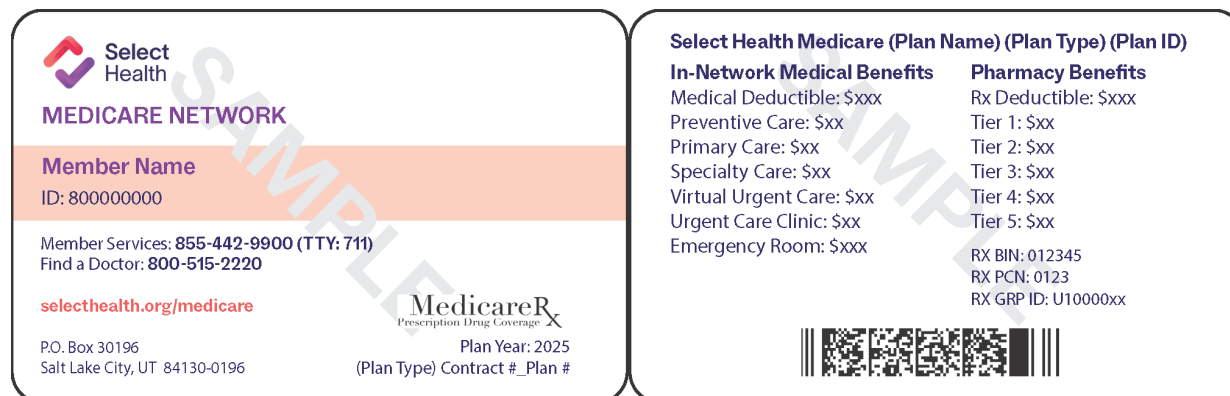 Select
Health
MEDICARE NETWORK
Member Name
ID: 800000000
Member Services: 855-442-9900 (TTY: 711)
Find a Doctor: 800-515-2220
selecthealth.org/medicare
MedicareRx
Prescription Drug Coverage
P.O. Box 30196
Salt Lake City, UT 84130-0196
Plan Year: 2025
(Plan Type) Contract #_Plan #
SAMPLE
Select Health Medicare (Plan Name) (Plan Type) (Plan ID)
In-Network Medical Benefits
Medical Deductible: $xxx
Preventive Care: $xx
Primary Care: $xx
Specialty Care: $xx
Virtual Urgent Care: $xx
Urgent Care Clinic: $xx
Emergency Room: $xxx
Pharmacy Benefits
Rx Deductible: $xxx
Tier 1: $xx
Tier 2: $xx
Tier 3: $xx
Tier 4: $xx
Tier 5: $xx
RX BIN: 012345
RX PCN: 0123
RX GRP ID: U10000xx
SAMPLE